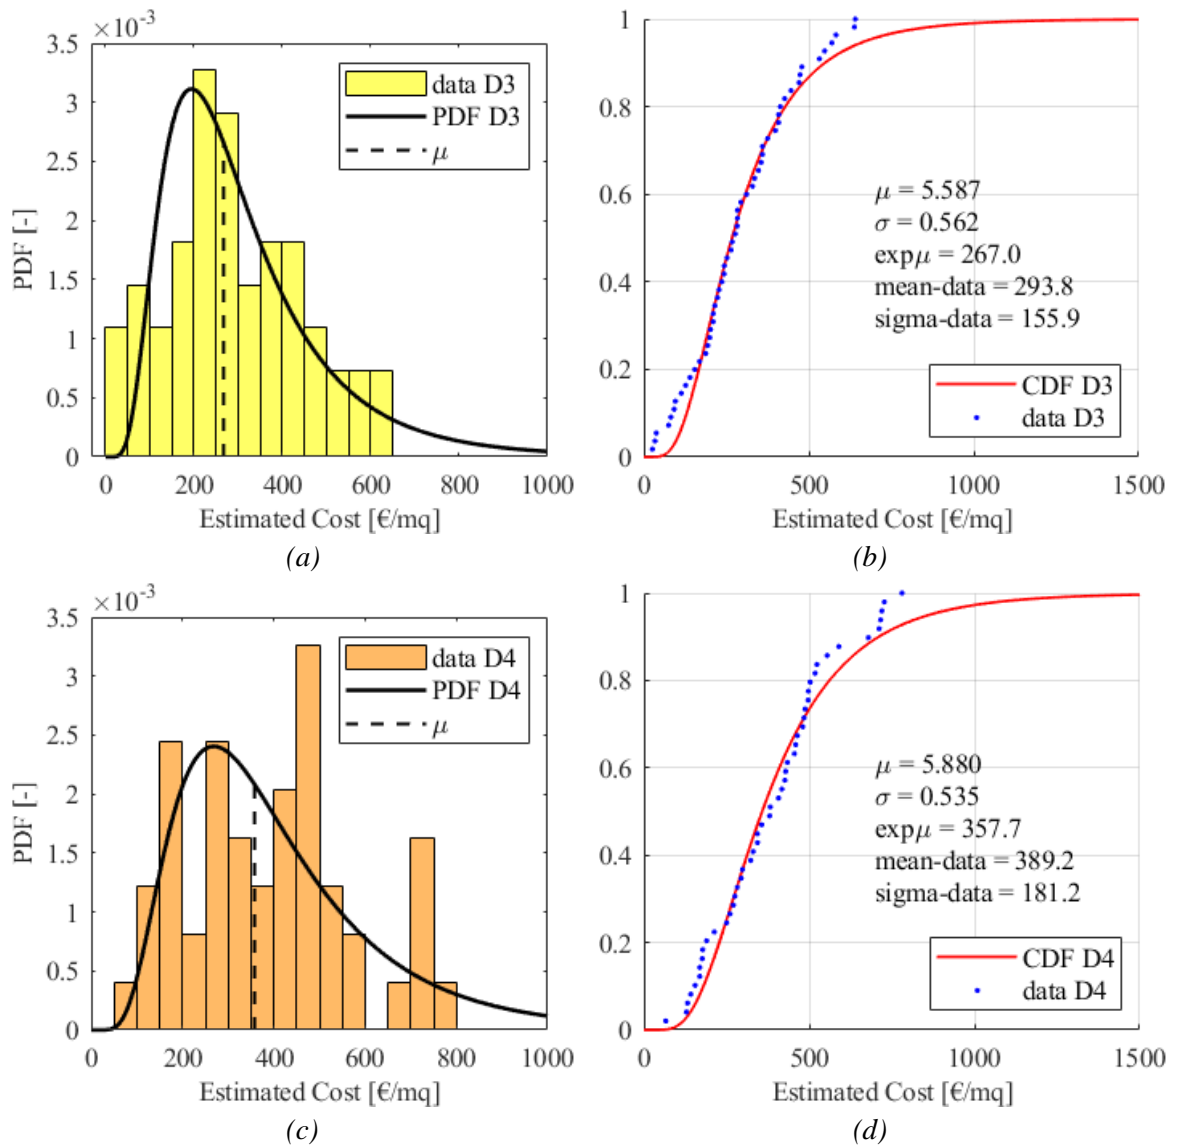 ×10⁻³
3.5
3
2.5
2
1.5
1
0.5
0
PDF [-]
data D3
PDF D3
μ
0 200 400 600 800 1000
Estimated Cost [€/mq]
(a)
1
0.8
0.6
0.4
0.2
0
μ = 5.587
σ = 0.562
expμ = 267.0
mean-data = 293.8
sigma-data = 155.9
CDF D3
data D3
0 500 1000 1500
Estimated Cost [€/mq]
(b)
×10⁻³
3.5
3
2.5
2
1.5
1
0.5
0
PDF [-]
data D4
PDF D4
μ
0 200 400 600 800 1000
Estimated Cost [€/mq]
(c)
1
0.8
0.6
0.4
0.2
0
μ = 5.880
σ = 0.535
expμ = 357.7
mean-data = 389.2
sigma-data = 181.2
CDF D4
data D4
0 500 1000 1500
Estimated Cost [€/mq]
(d)